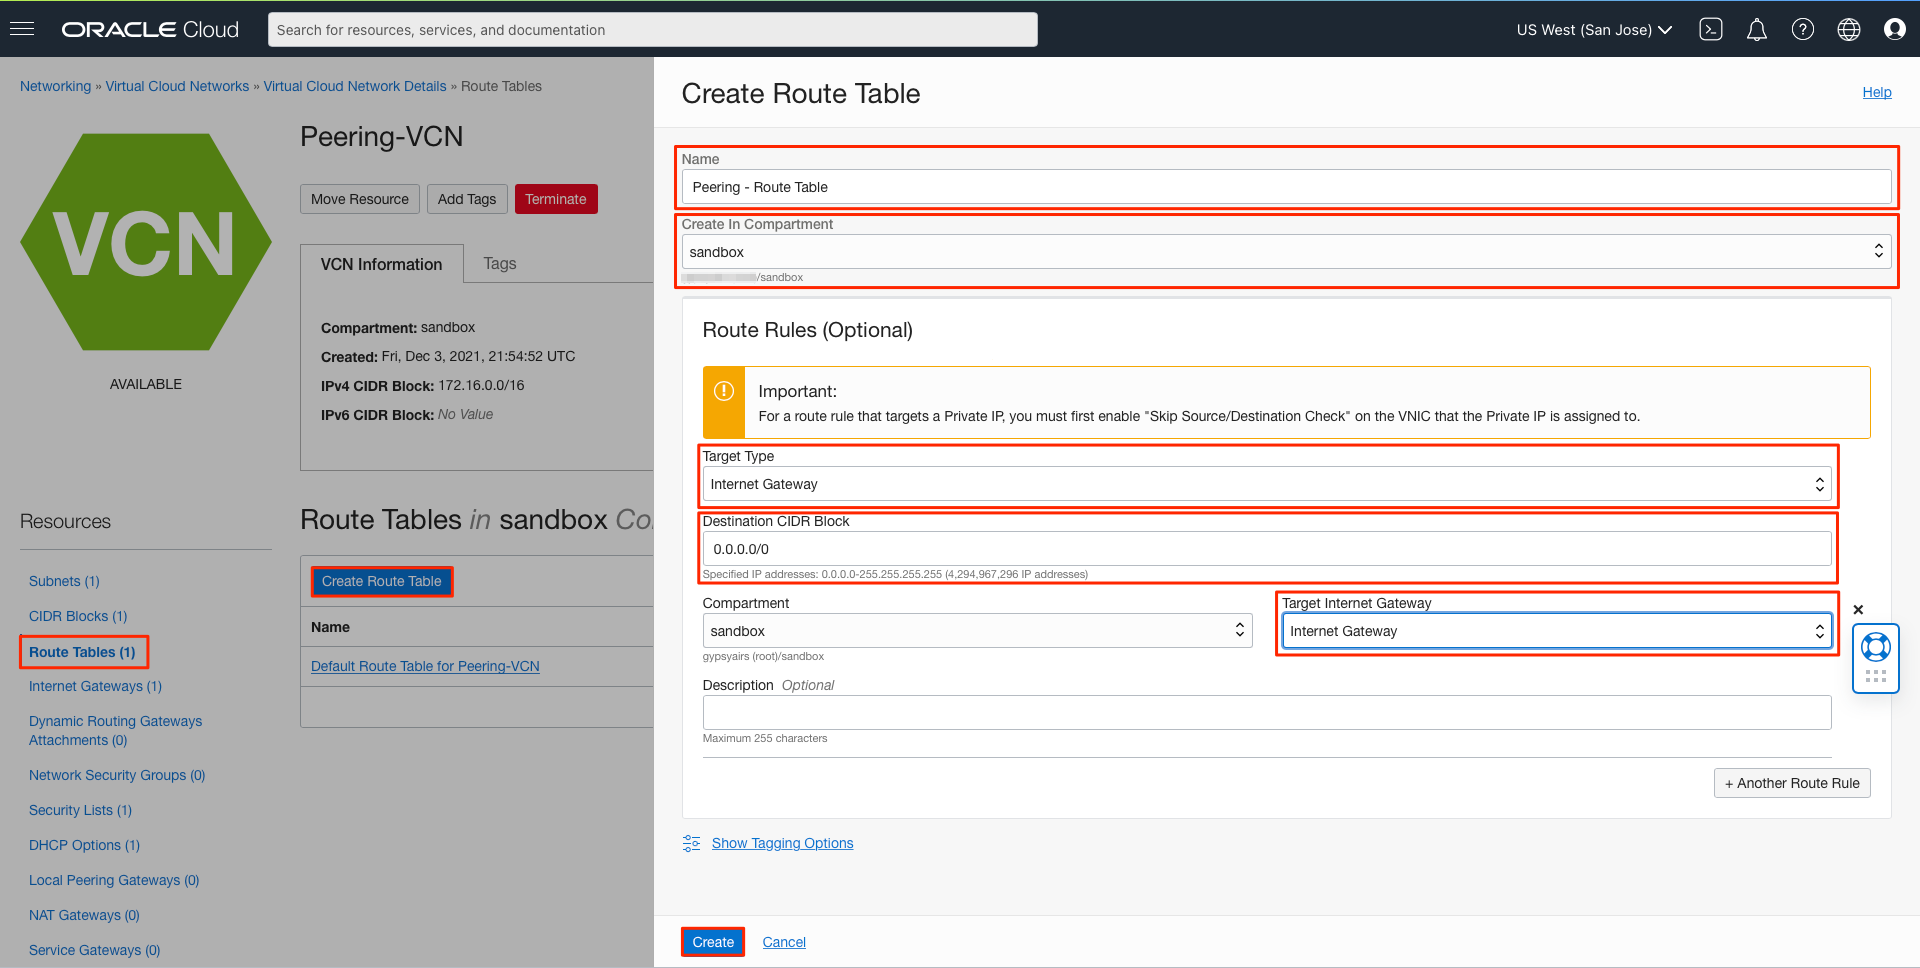 ORACLE Cloud
Search for resources, services, and documentation
US West (San Jose)
Networking » Virtual Cloud Networks » Virtual Cloud Network Details » Route Tables
VCN
AVAILABLE
Peering-VCN
Move Resource
Add Tags
Terminate
VCN Information
Tags
Compartment: sandbox
Created: Fri, Dec 3, 2021, 21:54:52 UTC
IPv4 CIDR Block: 172.16.0.0/16
IPv6 CIDR Block: No Value
Resources
Subnets (1)
CIDR Blocks (1)
Route Tables (1)
Internet Gateways (1)
Dynamic Routing Gateways
Attachments (0)
Network Security Groups (0)
Security Lists (1)
DHCP Options (1)
Local Peering Gateways (0)
NAT Gateways (0)
Service Gateways (0)
Route Tables in sandbox Co
Create Route Table
Name
Default Route Table for Peering-VCN
Create Route Table
Help
Name
Peering - Route Table
Create In Compartment
sandbox
/sandbox
Route Rules (Optional)
Important:
For a route rule that targets a Private IP, you must first enable "Skip Source/Destination Check" on the VNIC that the Private IP is assigned to.
Target Type
Internet Gateway
Destination CIDR Block
0.0.0.0/0
Specified IP addresses: 0.0.0.0-255.255.255.255 (4,294,967,296 IP addresses)
Compartment
sandbox
gypsyairs (root)/sandbox
Target Internet Gateway
Internet Gateway
Description Optional
Maximum 255 characters
+ Another Route Rule
Show Tagging Options
Create
Cancel